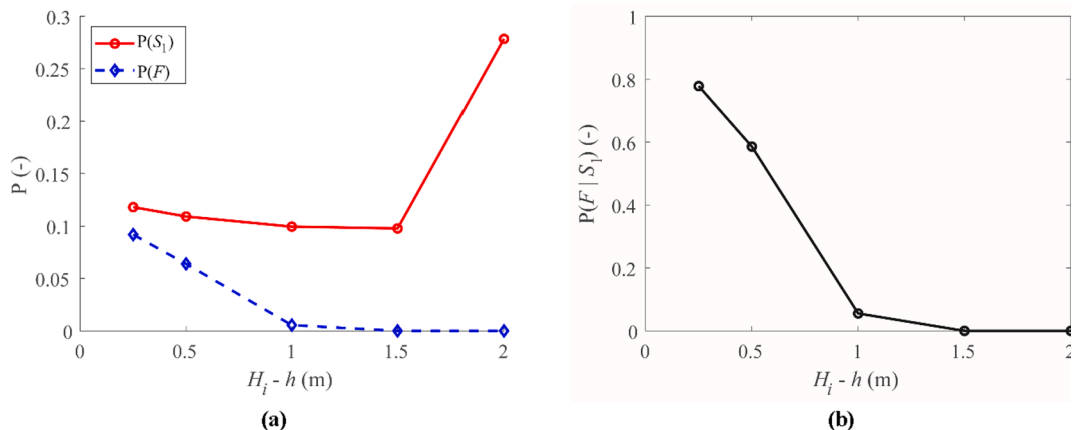 0.3
0.25
0.2
0.15
0.1
0.05
0
P (-)
P(S1)
P(F)
0 0.5 1 1.5 2
Hi - h (m)
(a)
1
0.8
0.6
0.4
0.2
0
P(F | S1) (-)
0 0.5 1 1.5 2
Hi - h (m)
(b)